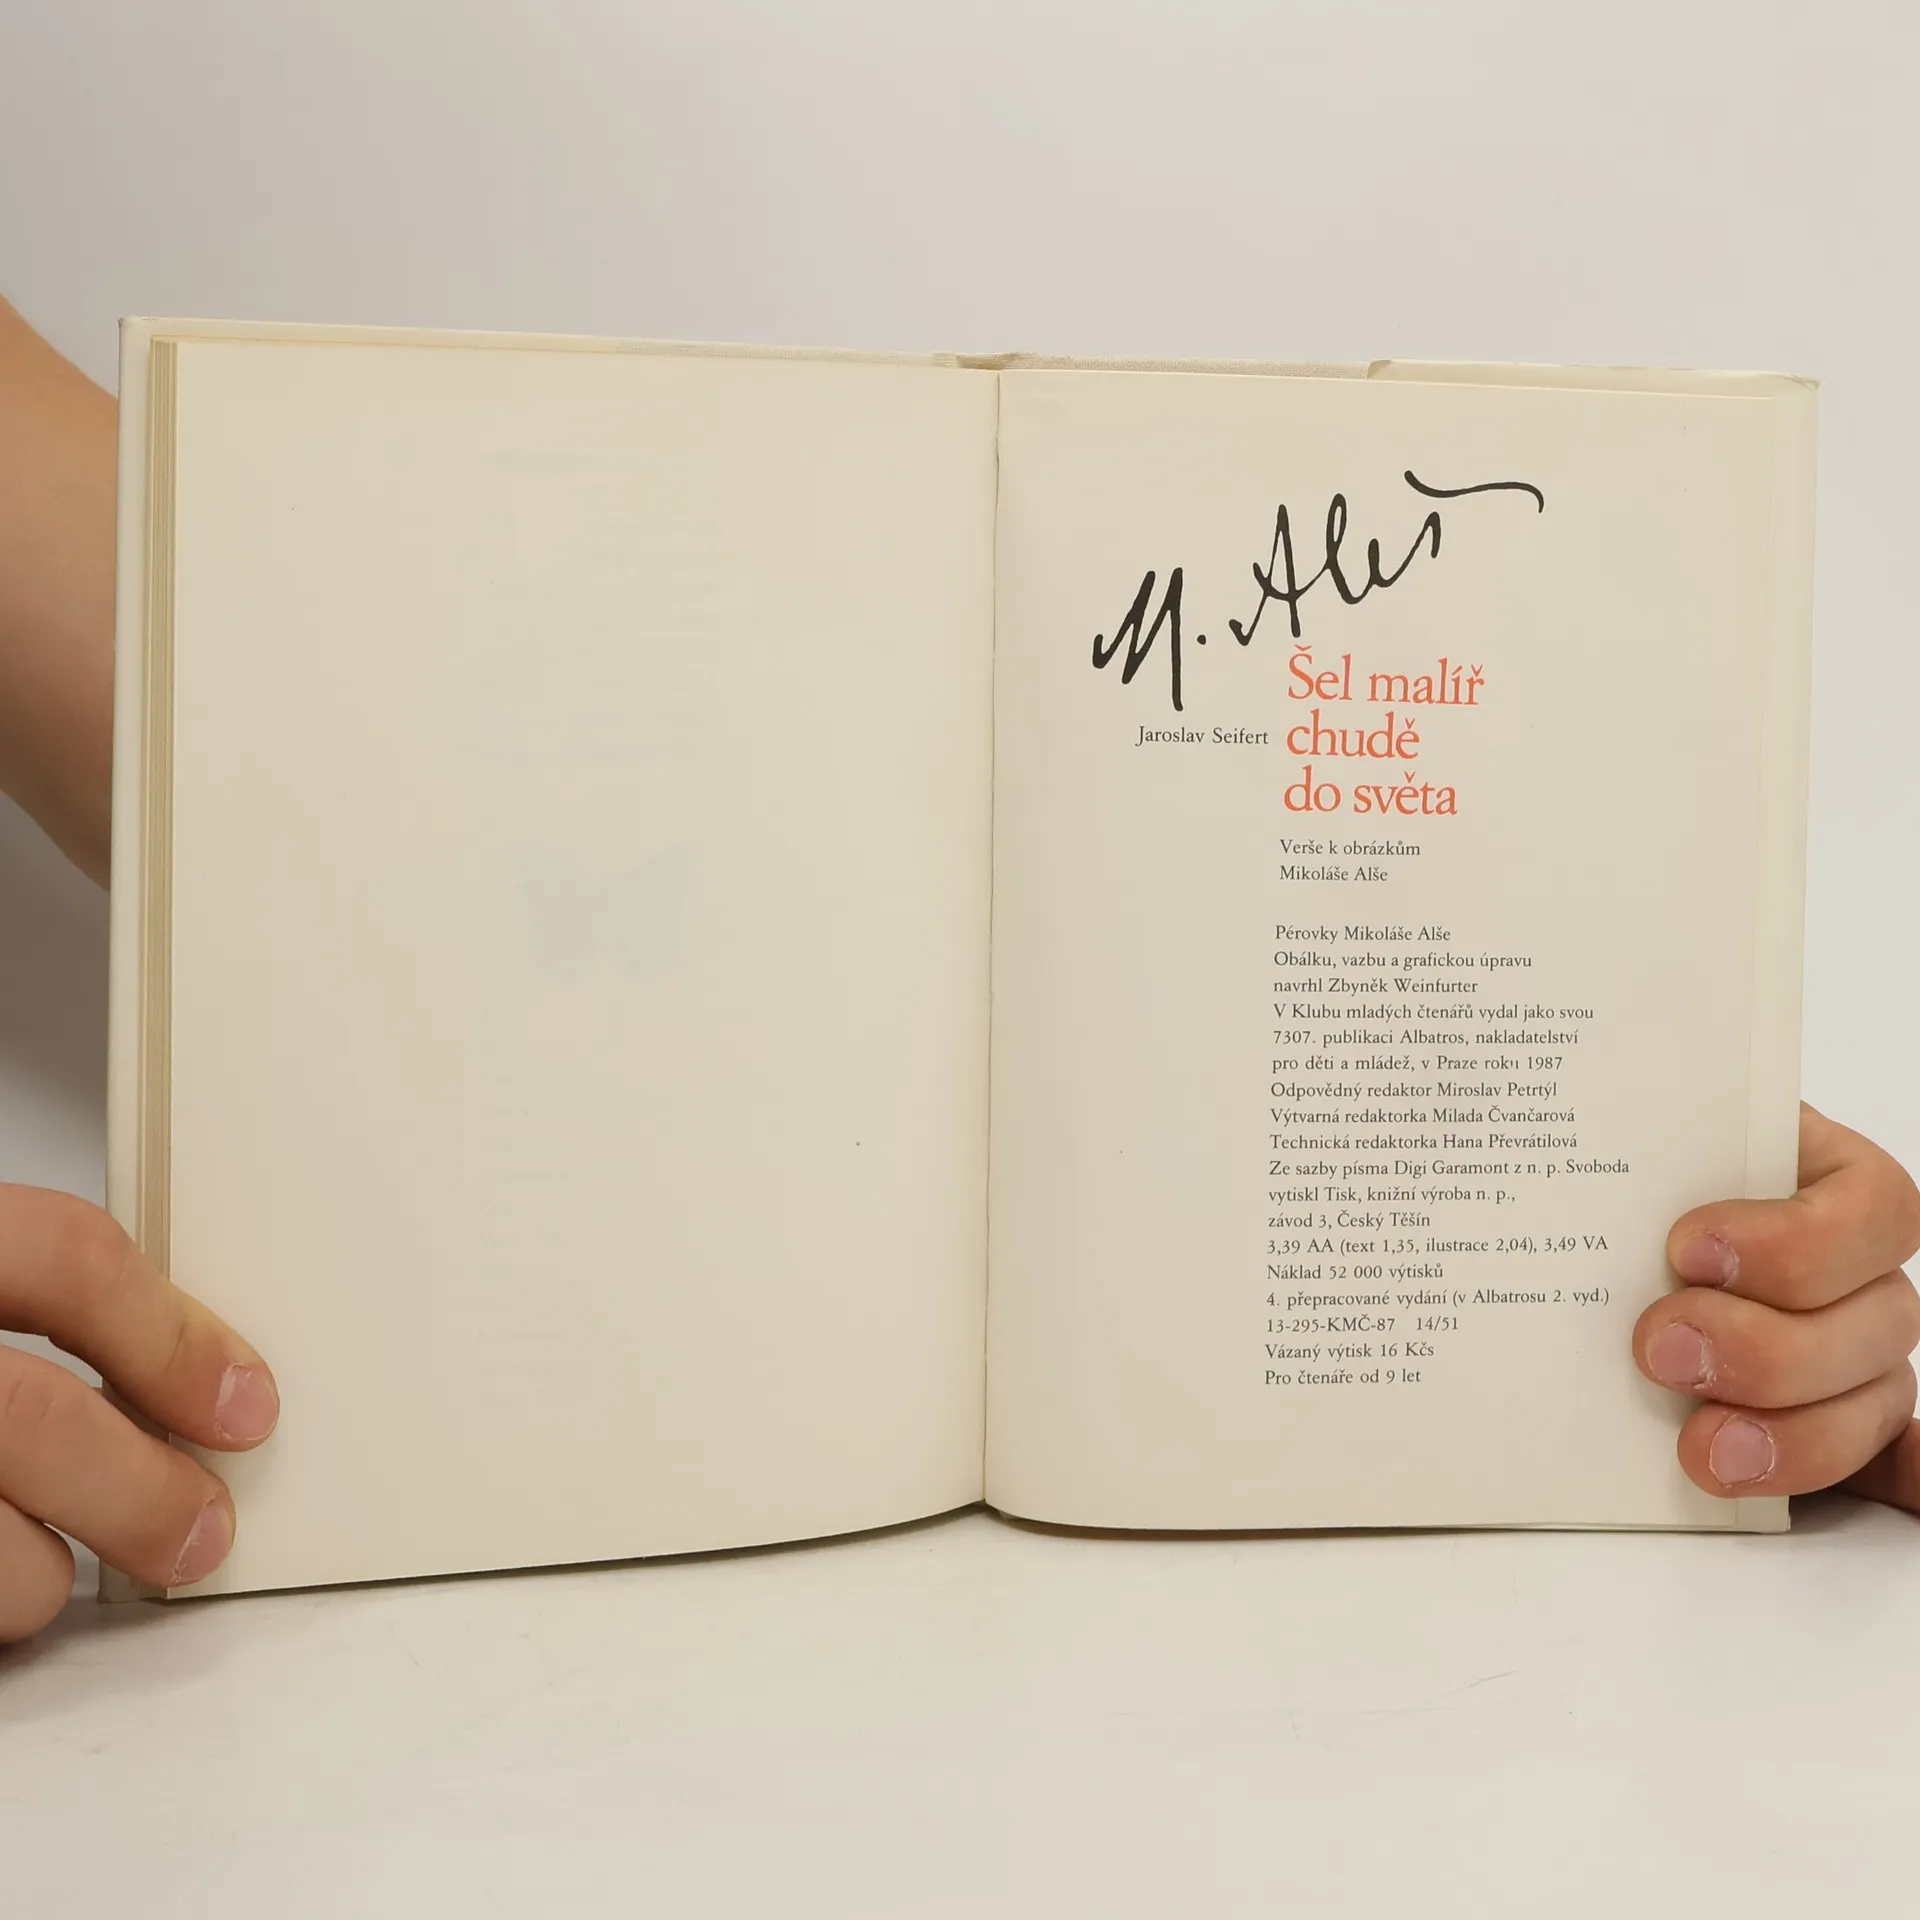 M. Aleš
Jaroslav Seifert
Šel malíř
chudě
do světa
Verše k obrázkům
Mikoláše Alše
Pérovky Mikoláše Alše
Obálku, vazbu a grafickou úpravu
navrhl Zbyněk Weinfurter
V Klubu mladých čtenářů vydal jako svou
7307. publikaci Albatros, nakladatelství
pro děti a mládež, v Praze roku 1987
Odpovědný redaktor Miroslav Petrtýl
Výtvarná redaktorka Milada Čvančarová
Technická redaktorka Hana Převrátilová
Ze sazby písma Digi Garamont z n. p. Svoboda
vytiskl Tisk, knižní výroba n. p.,
závod 3, Český Těšín
3,39 AA (text 1,35, ilustrace 2,04), 3,49 VA
Náklad 52 000 výtisků
4. přepracované vydání (v Albatrosu 2. vyd.)
13-295-KMČ-87 14/51
Vázaný výtisk 16 Kčs
Pro čtenáře od 9 let